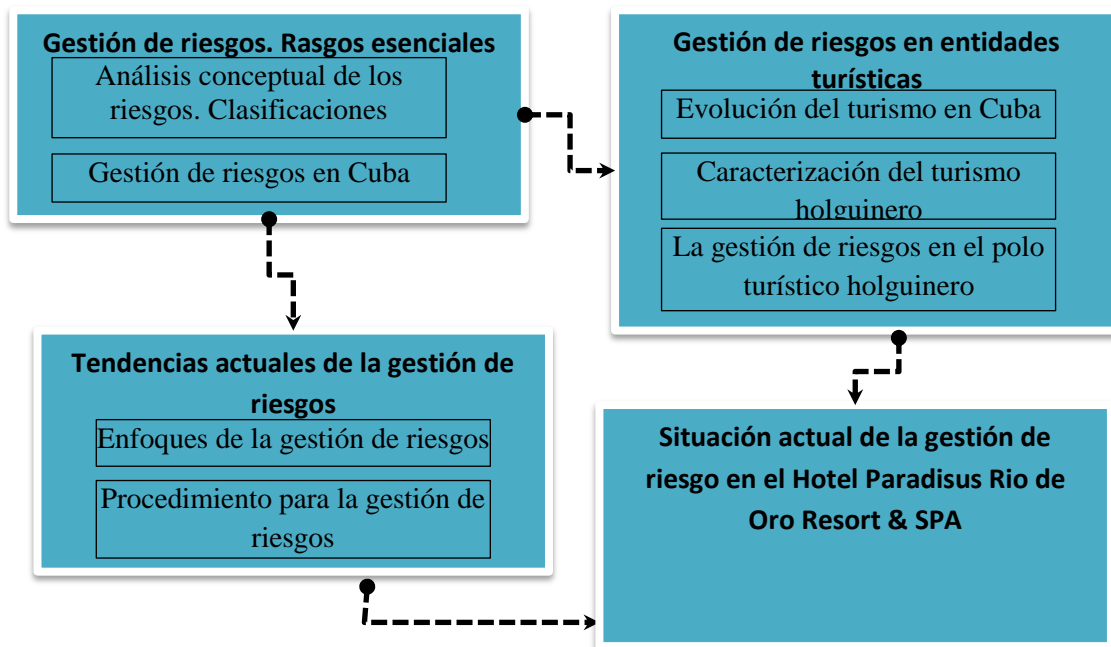 Gestión de riesgos. Rasgos esenciales
Análisis conceptual de los
riesgos. Clasificaciones
Gestión de riesgos en Cuba
Gestión de riesgos en entidades
turísticas
Evolución del turismo en Cuba
Caracterización del turismo
holguinero
La gestión de riesgos en el polo
turístico holguinero
Tendencias actuales de la gestión de
riesgos
Enfoques de la gestión de riesgos
Procedimiento para la gestión de
riesgos
Situación actual de la gestión de
riesgo en el Hotel Paradisus Rio de
Oro Resort & SPA